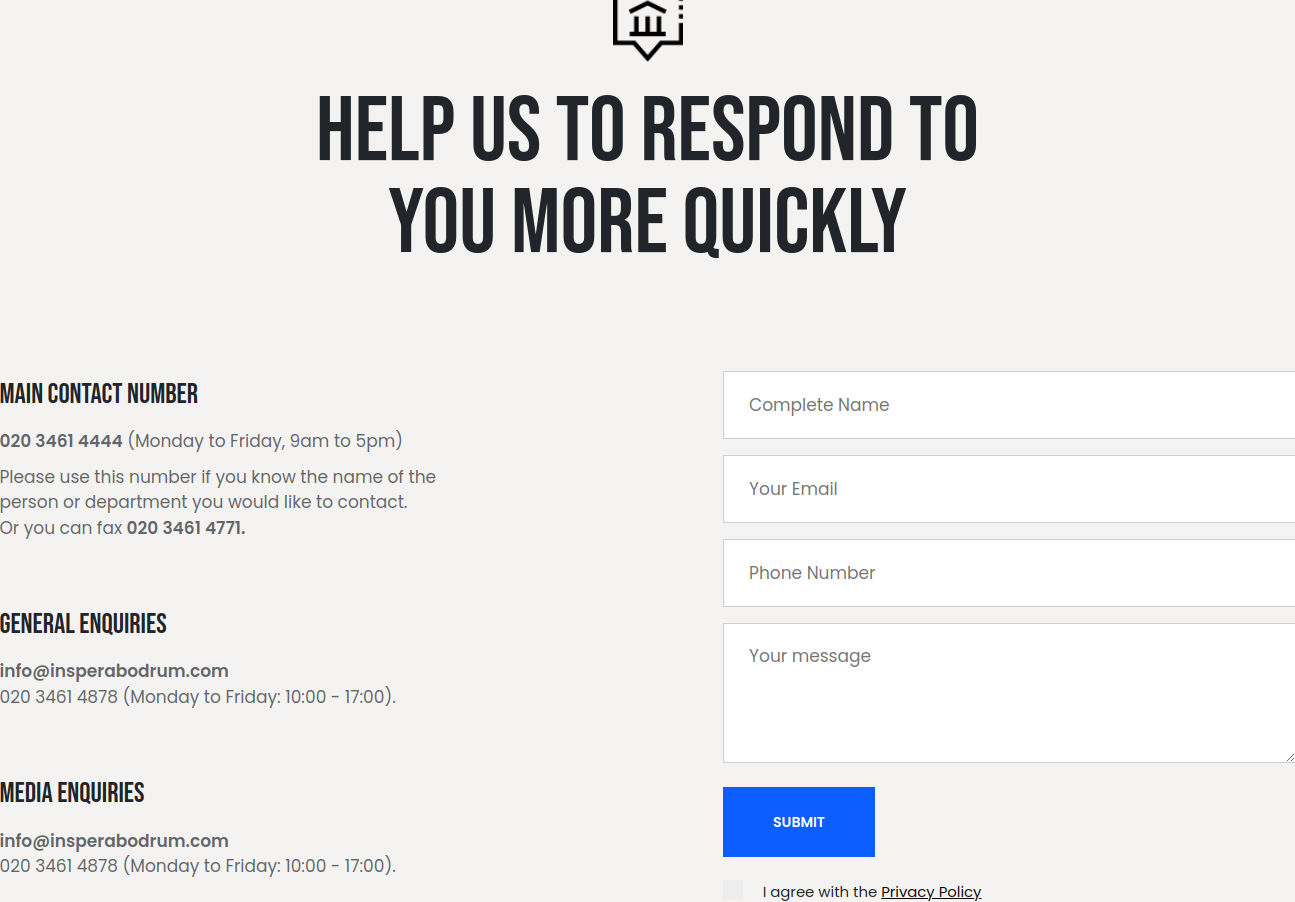 HELP US TO RESPOND TO
YOU MORE QUICKLY
MAIN CONTACT NUMBER
020 3461 4444 (Monday to Friday, 9am to 5pm)
Please use this number if you know the name of the
person or department you would like to contact.
Or you can fax 020 3461 4771.
GENERAL ENQUIRIES
info@insperabodrum.com
020 3461 4878 (Monday to Friday: 10:00 - 17:00).
MEDIA ENQUIRIES
info@insperabodrum.com
020 3461 4878 (Monday to Friday: 10:00 - 17:00).
Complete Name
Your Email
Phone Number
Your message
SUBMIT
I agree with the Privacy Policy